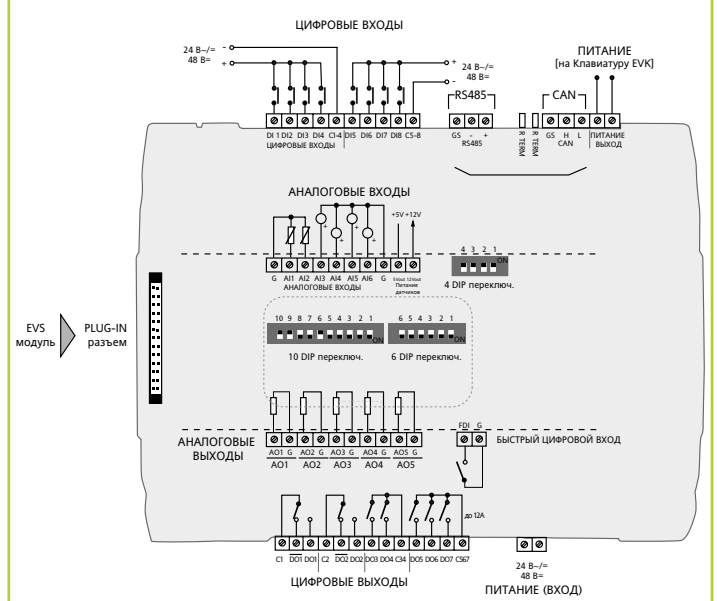 ЦИФРОВЫЕ ВХОДЫ
24 В~/= -
48 В= +
+ 24 В~/=
- 48 В=
ПИТАНИЕ
[на Клавиатуру EVK]
RS485
CAN
DI 1 DI2 DI3 DI4 C1-4 DI5 DI6 DI7 DI8 C5-8
ЦИФРОВЫЕ ВХОДЫ
GS - +
RS485
R TERM
R TERM
GS H L
CAN
ПИТАНИЕ
ВЫХОД
АНАЛОГОВЫЕ ВХОДЫ
+ + + +
+5V +12V
G AI1 AI2 AI3 AI4 AI5 AI6 G 5Vout 12Vout
АНАЛОГОВЫЕ ВХОДЫ
Питание
датчиков
4 3 2 1
ON
4 DIP переключ.
EVS
модуль
PLUG-IN
разъем
10 9 8 7 6 5 4 3 2 1
ON
10 DIP переключ.
6 5 4 3 2 1
ON
6 DIP переключ.
АНАЛОГОВЫЕ
ВЫХОДЫ
AO1 G AO2 G AO3 G AO4 G AO5 G
AO1 AO2 AO3 AO4 AO5
FDI G
БЫСТРЫЙ ЦИФРОВОЙ ВХОД
до 12А
C1 DO1 DO1 C2 DO2 DO2 DO3 DO4 C34 DO5 DO6 DO7 C567
ЦИФРОВЫЕ ВЫХОДЫ
24 В~/=
48 В=
ПИТАНИЕ (ВХОД)